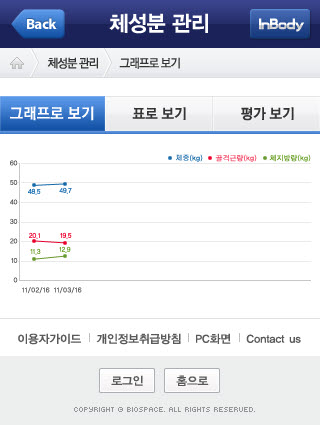 Back 체성분 관리 InBody
체성분 관리 그래프로 보기
그래프로 보기 표로 보기 평가 보기
체중(kg) 골격근량(kg) 체지방량(kg)
60
50
48,5 49,7
40
30
20,1 19,5
20
11,3 12,9
10
0
11/02/16 11/03/16
이용자가이드 개인정보취급방침 PC화면 Contact us
로그인 홈으로
COPYRIGHT @ BIOSPACE. ALL RIGHTS RESERVED.